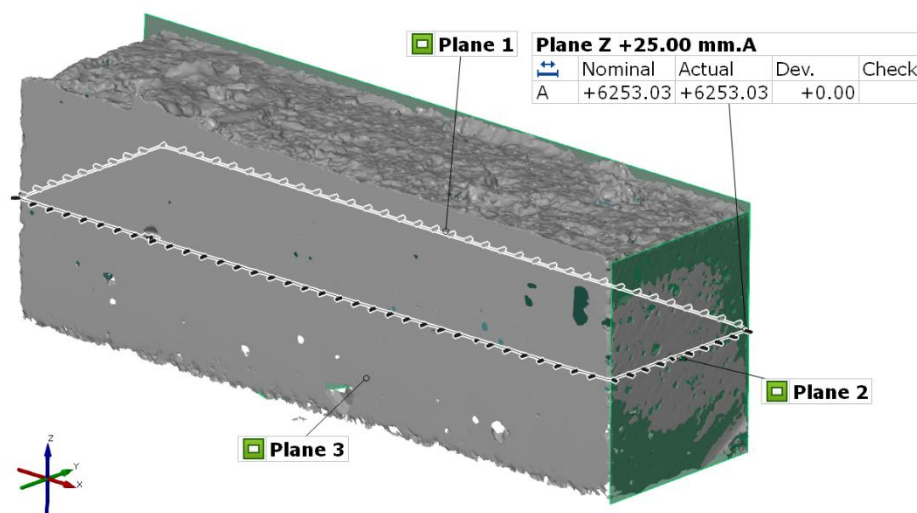 Plane 1
Plane Z +25.00 mm.A
Nominal Actual Dev. Check
A +6253.03 +6253.03 +0.00
Plane 2
Plane 3
Z
Y
X